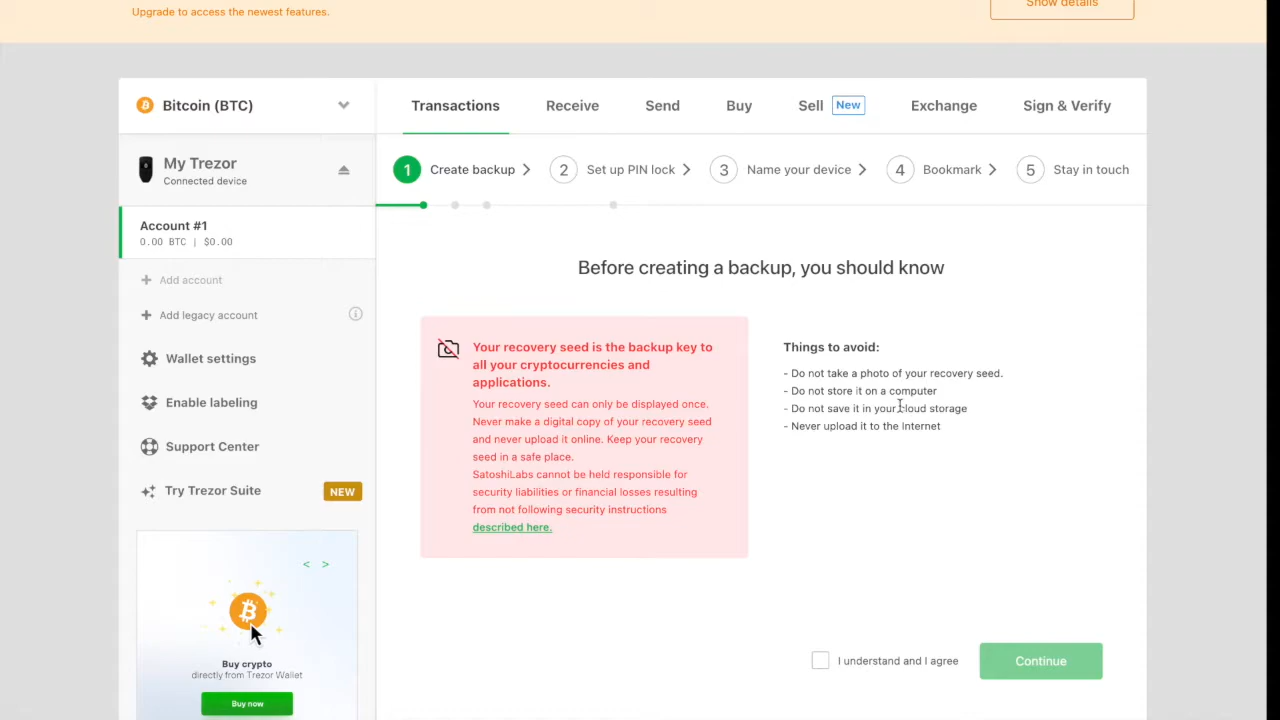 Upgrade to access the newest features.
Show details
Bitcoin (BTC)
Transactions
Receive
Send
Buy
Sell New
Exchange
Sign & Verify
My Trezor
Connected device
1 Create backup
2 Set up PIN lock
3 Name your device
4 Bookmark
5 Stay in touch
Account #1
0.00 BTC | $0.00
+ Add account
+ Add legacy account
Wallet settings
Enable labeling
Support Center
Try Trezor Suite NEW
< >
Buy crypto
directly from Trezor Wallet
Buy now
Before creating a backup, you should know
Your recovery seed is the backup key to
all your cryptocurrencies and
applications.
Your recovery seed can only be displayed once.
Never make a digital copy of your recovery seed
and never upload it online. Keep your recovery
seed in a safe place.
SatoshiLabs cannot be held responsible for
security liabilities or financial losses resulting
from not following security instructions
described here.
Things to avoid:
- Do not take a photo of your recovery seed.
- Do not store it on a computer
- Do not save it in your cloud storage
- Never upload it to the Internet
I understand and I agree
Continue